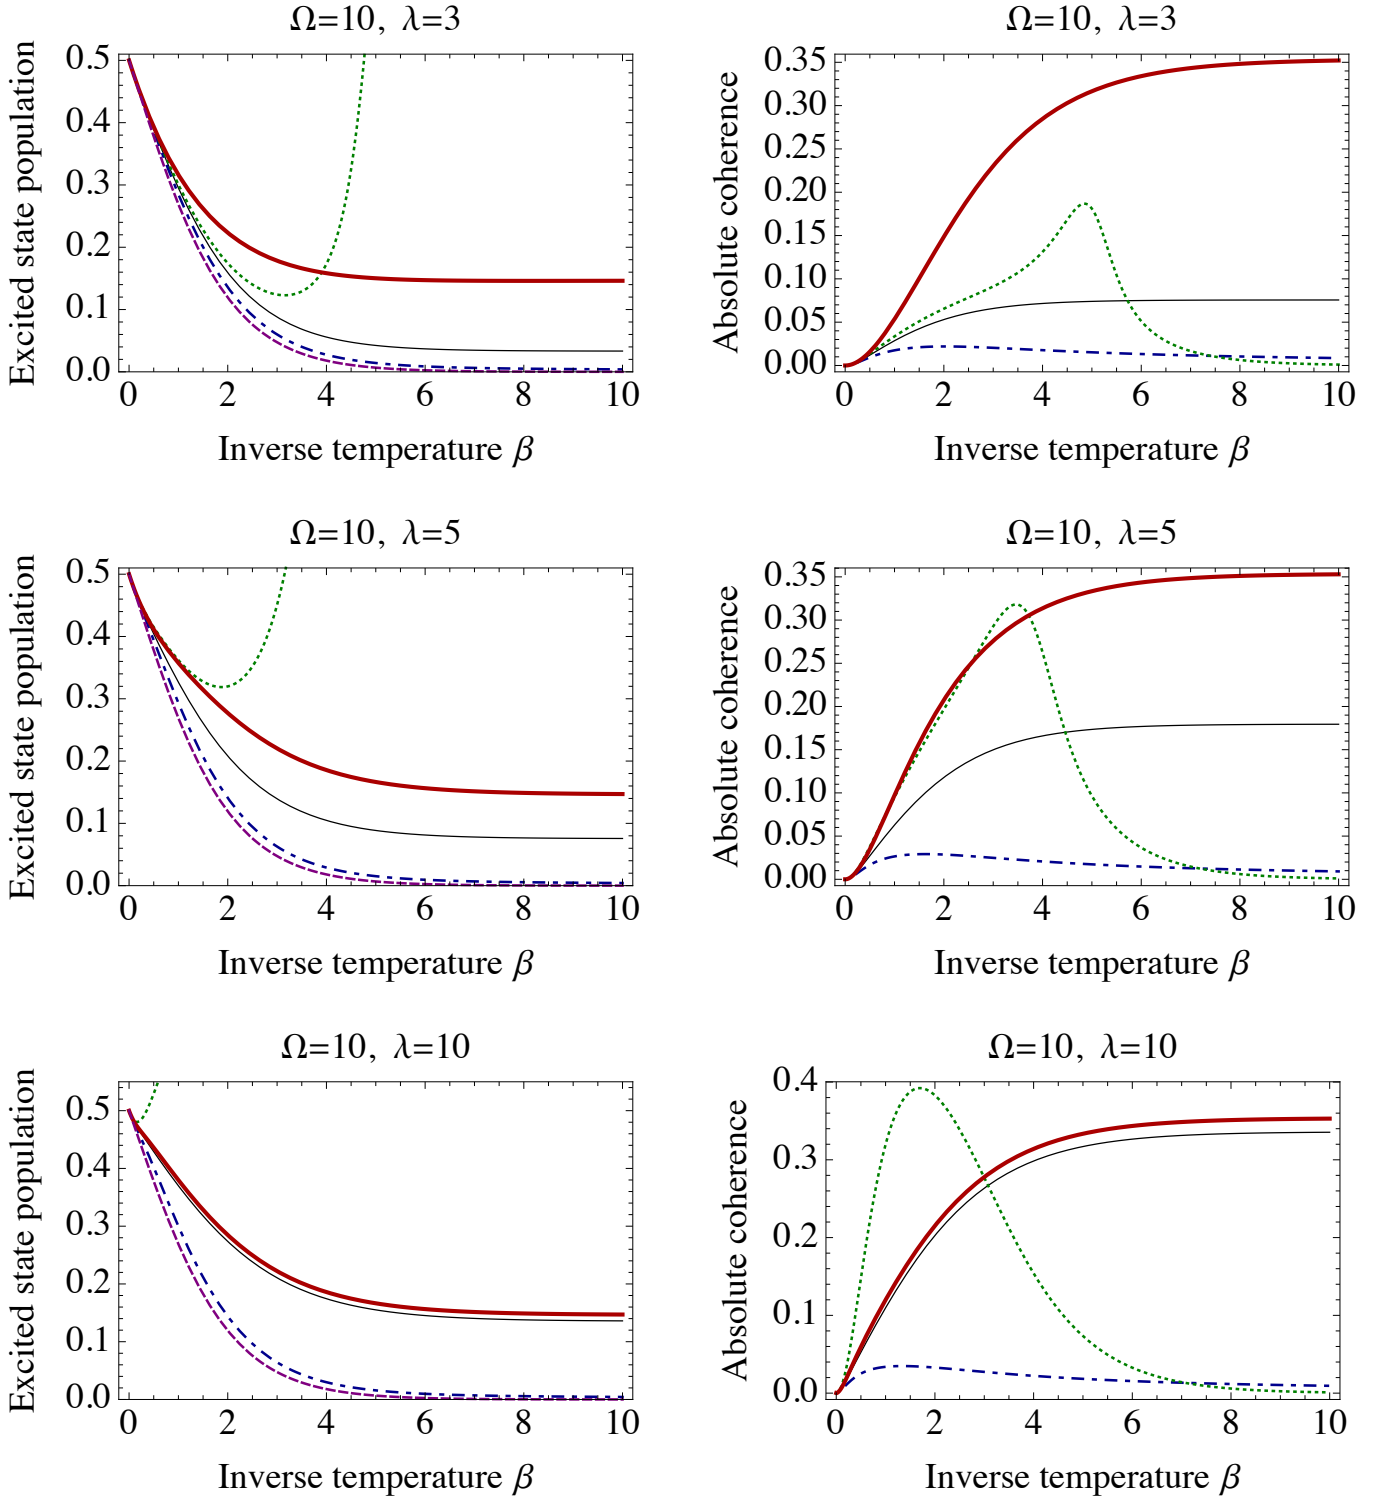 Ω=10, λ=3
Excited state population
0.5
0.4
0.3
0.2
0.1
0.0
0 2 4 6 8 10
Inverse temperature β
Ω=10, λ=3
Absolute coherence
0.35
0.30
0.25
0.20
0.15
0.10
0.05
0.00
0 2 4 6 8 10
Inverse temperature β
Ω=10, λ=5
Excited state population
0.5
0.4
0.3
0.2
0.1
0.0
0 2 4 6 8 10
Inverse temperature β
Ω=10, λ=5
Absolute coherence
0.35
0.30
0.25
0.20
0.15
0.10
0.05
0.00
0 2 4 6 8 10
Inverse temperature β
Ω=10, λ=10
Excited state population
0.5
0.4
0.3
0.2
0.1
0.0
0 2 4 6 8 10
Inverse temperature β
Ω=10, λ=10
Absolute coherence
0.4
0.3
0.2
0.1
0.0
0 2 4 6 8 10
Inverse temperature β